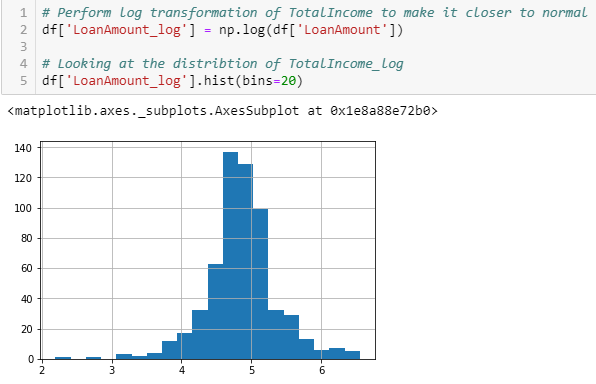 1 # Perform log transformation of TotalIncome to make it closer to normal
2 df['LoanAmount_log'] = np.log(df['LoanAmount'])
3
4 # Looking at the distribtion of TotalIncome_log
5 df['LoanAmount_log'].hist(bins=20)
<matplotlib.axes._subplots.AxesSubplot at 0x1e8a88e72b0>
140
120
100
80
60
40
20
0
2 3 4 5 6